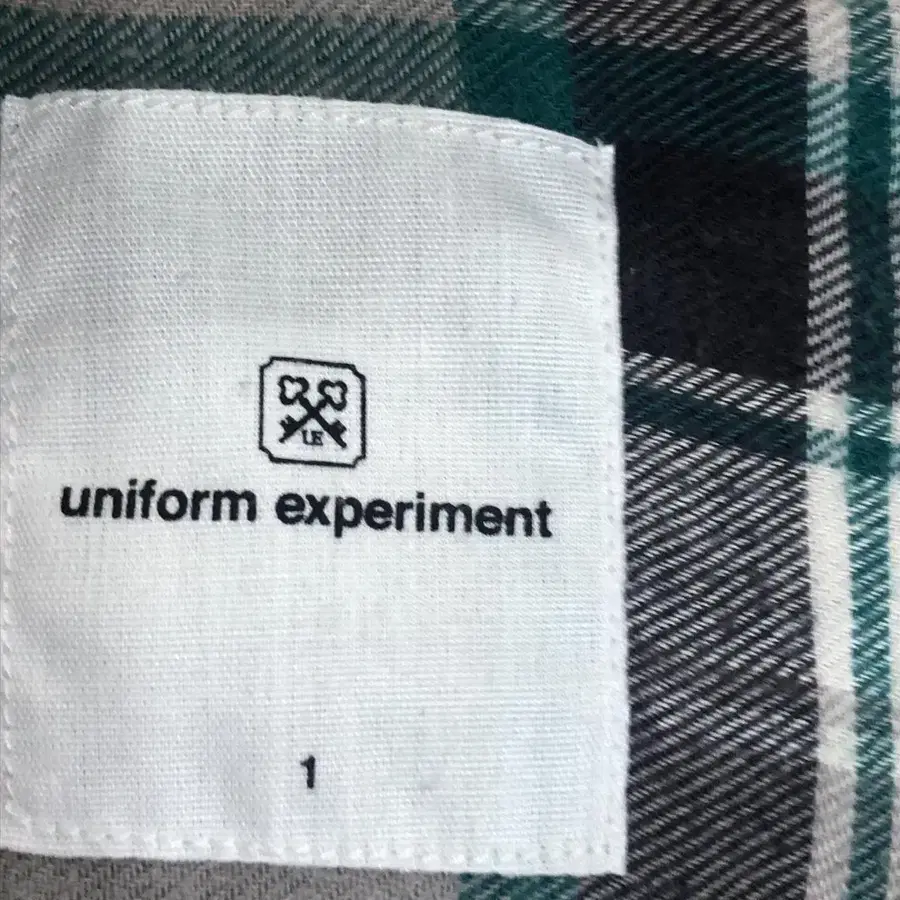 UE
uniform experiment
1